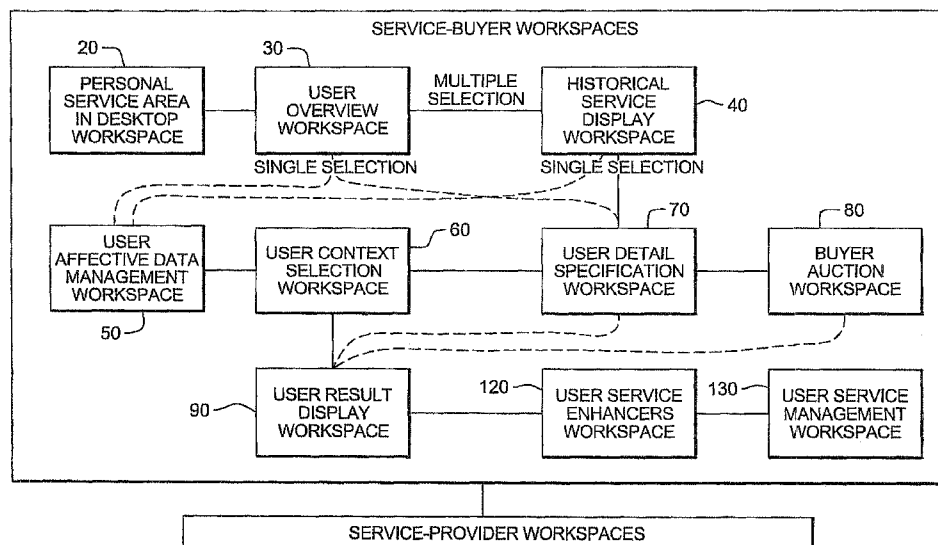 SERVICE-BUYER WORKSPACES
20
30
PERSONAL
SERVICE AREA
IN DESKTOP
WORKSPACE
USER
OVERVIEW
WORKSPACE
MULTIPLE
SELECTION
HISTORICAL
SERVICE
DISPLAY
WORKSPACE
40
SINGLE SELECTION
SINGLE SELECTION
USER
AFFECTIVE DATA
MANAGEMENT
WORKSPACE
50
60
USER CONTEXT
SELECTION
WORKSPACE
70
USER DETAIL
SPECIFICATION
WORKSPACE
80
BUYER
AUCTION
WORKSPACE
90
USER RESULT
DISPLAY
WORKSPACE
120
USER SERVICE
ENHANCERS
WORKSPACE
130
USER SERVICE
MANAGEMENT
WORKSPACE
SERVICE-PROVIDER WORKSPACES